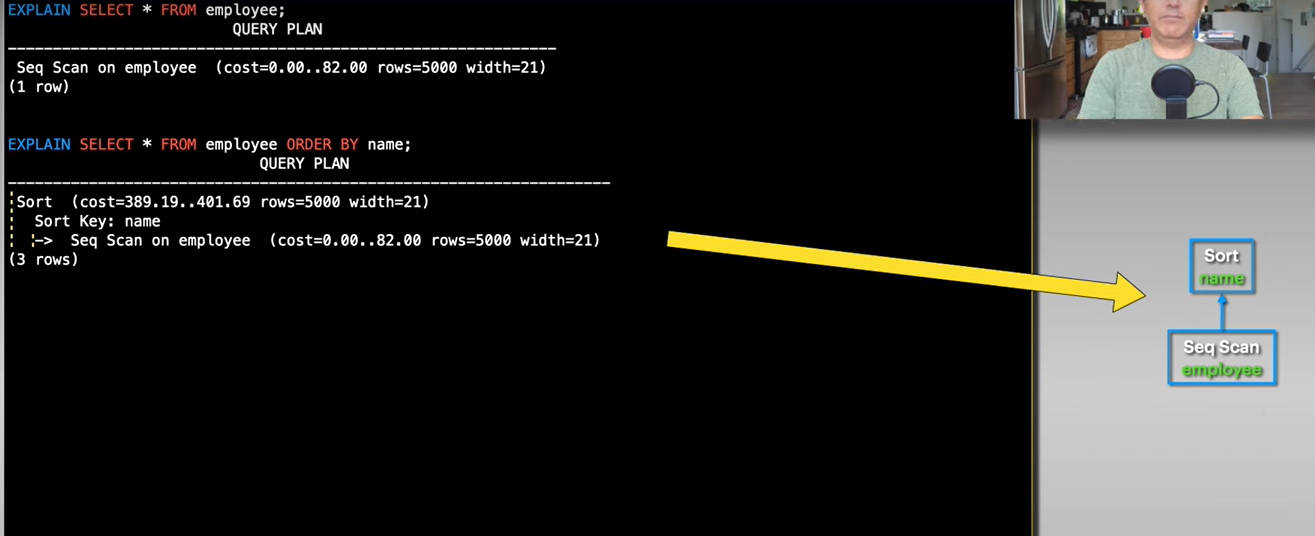 EXPLAIN SELECT * FROM employee;
QUERY PLAN
--------------------------------------------------------------
Seq Scan on employee  (cost=0.00..82.00 rows=5000 width=21)
(1 row)
EXPLAIN SELECT * FROM employee ORDER BY name;
QUERY PLAN
--------------------------------------------------------------------
Sort  (cost=389.19..401.69 rows=5000 width=21)
Sort Key: name
->  Seq Scan on employee  (cost=0.00..82.00 rows=5000 width=21)
(3 rows)
Sort
name
Seq Scan
employee